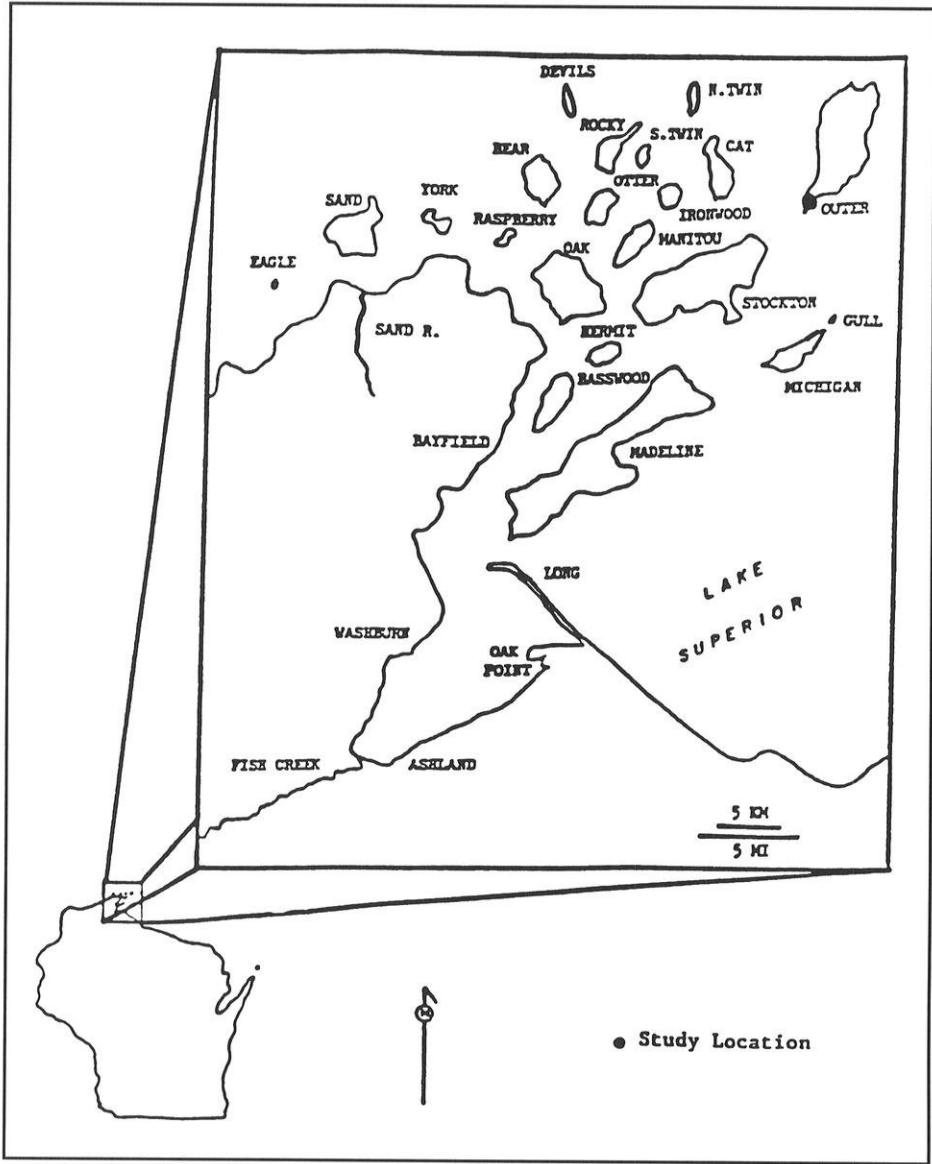 DEVILS
N.TWIN
ROCKY
S.TWIN
BEAR
CAT
OTTER
YORK
SAND
IRONWOOD
OUTER
RASPBERRY
MANITOU
OAK
EAGLE
STOCKTON
SAND R.
GULL
HERMIT
MICHIGAN
BASSWOOD
BAYFIELD
MADELINE
LONG
LAKE
SUPERIOR
WASHBURN
OAK
POINT
FISH CREEK
ASHLAND
5 KM
5 MI
N
Study Location